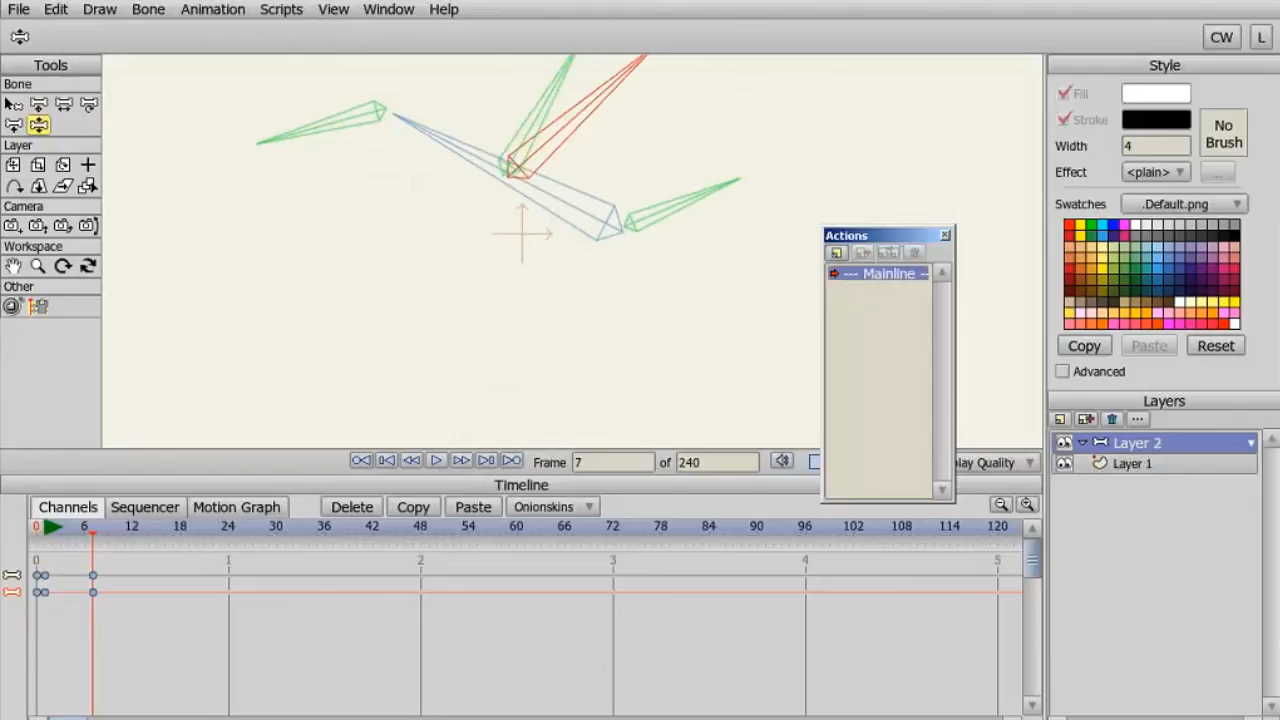 File Edit Draw Bone Animation Scripts View Window Help
CW L
Tools
Style
Bone
Fill
Stroke
No Brush
Width 4
Layer
Effect <plain> ...
Camera
Swatches .Default.png
Actions
Workspace
--- Mainline --
Other
Copy Paste Reset
Advanced
Layers
...
Layer 2
Frame 7 of 240
lay Quality
Layer 1
Timeline
Channels Sequencer Motion Graph Delete Copy Paste Onionskins
0 6 12 18 24 30 36 42 48 54 60 66 72 78 84 90 96 102 108 114 120
0 1 2 3 4 5